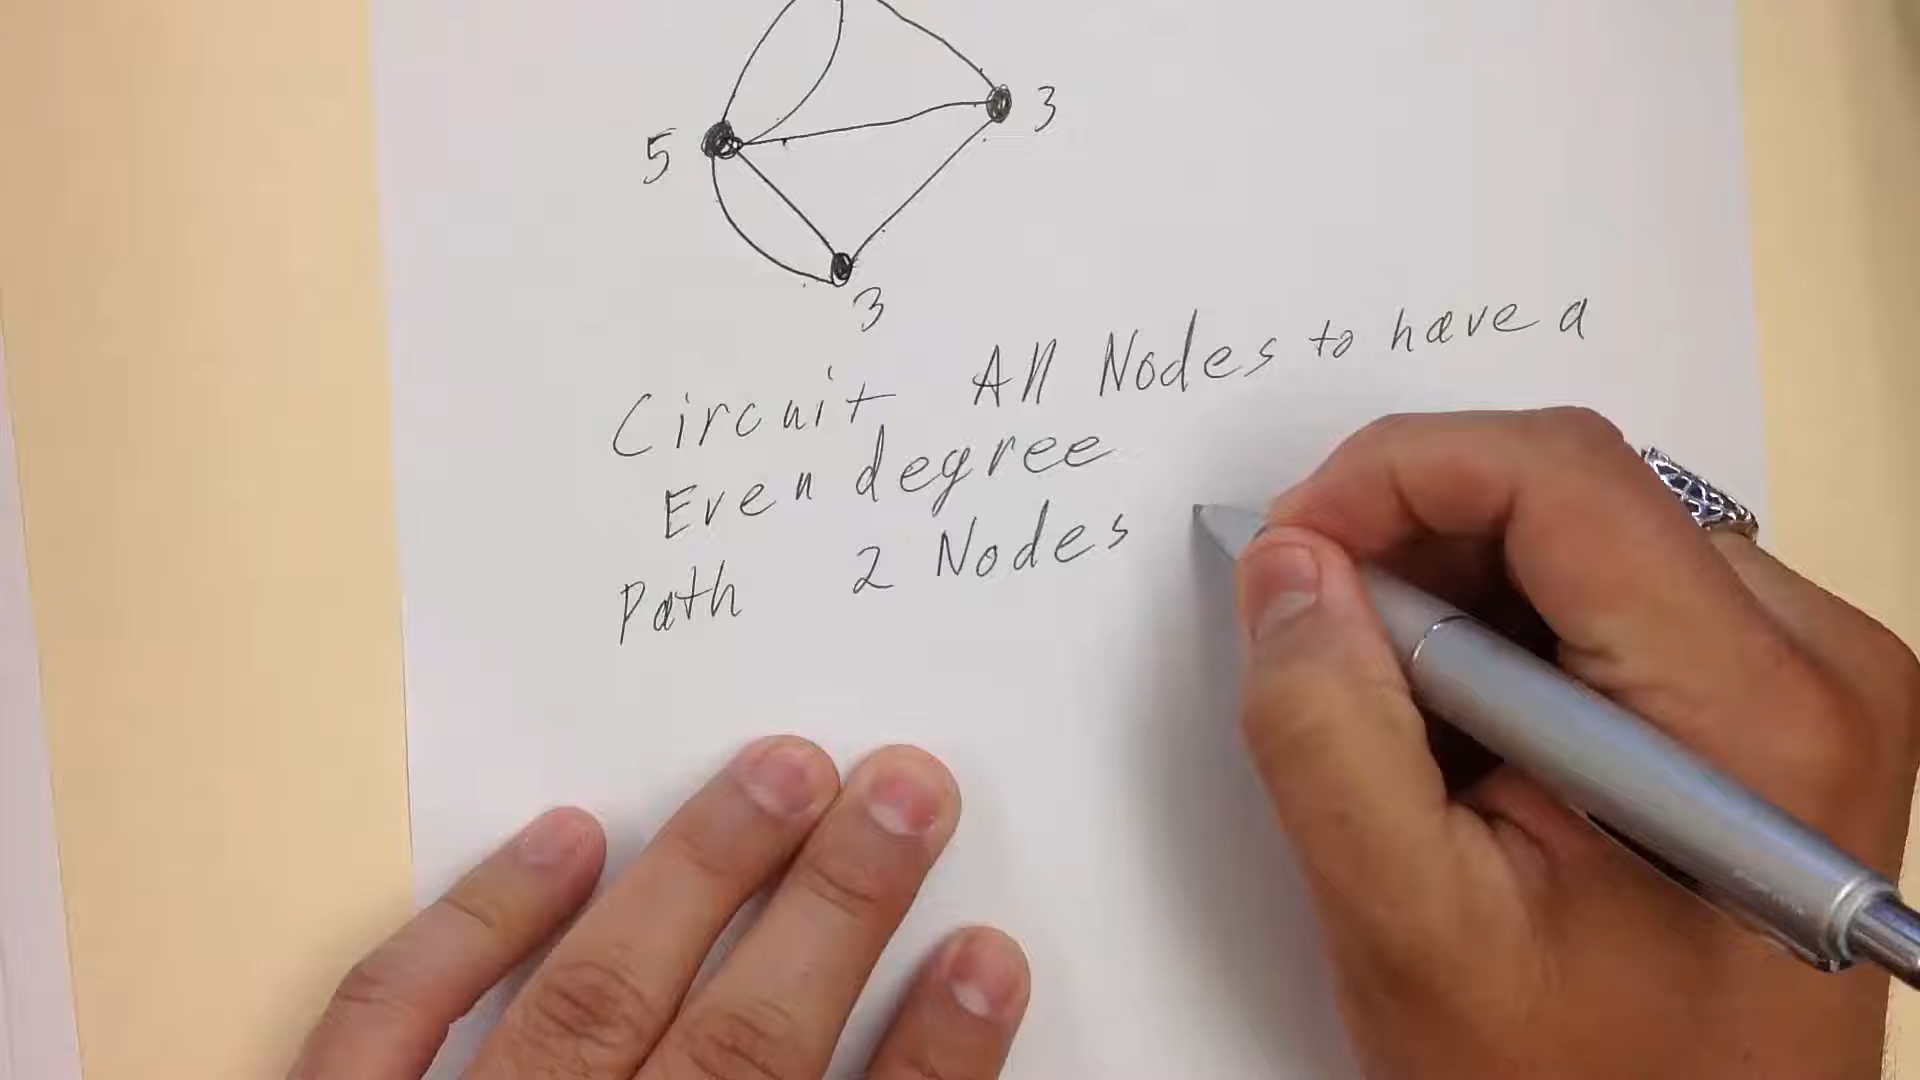 3
5
3
Circuit All Nodes to have a
Even degree
Path 2 Nodes